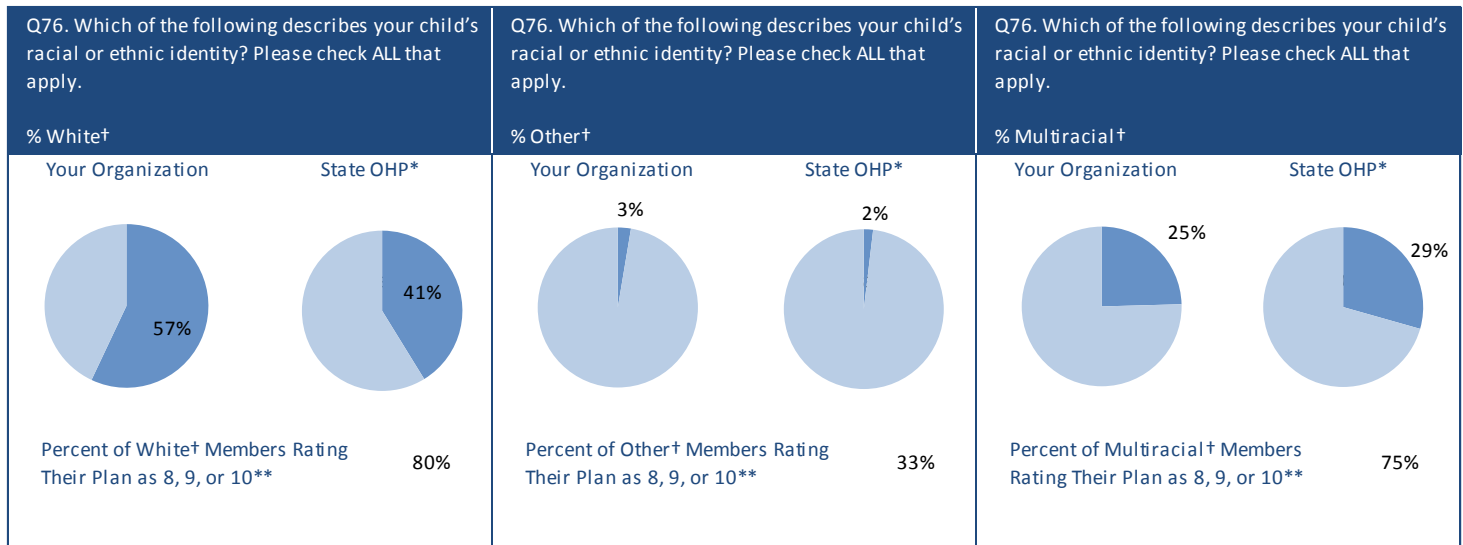 Q76. Which of the following describes your child's
racial or ethnic identity? Please check ALL that
apply.
% White†
Your Organization
State OHP*
57%
41%
Percent of White† Members Rating
Their Plan as 8, 9, or 10**
80%
Q76. Which of the following describes your child's
racial or ethnic identity? Please check ALL that
apply.
% Other†
Your Organization
State OHP*
3%
2%
Percent of Other† Members Rating
Their Plan as 8, 9, or 10**
33%
Q76. Which of the following describes your child's
racial or ethnic identity? Please check ALL that
apply.
% Multiracial†
Your Organization
State OHP*
25%
29%
Percent of Multiracial† Members
Rating Their Plan as 8, 9, or 10**
75%